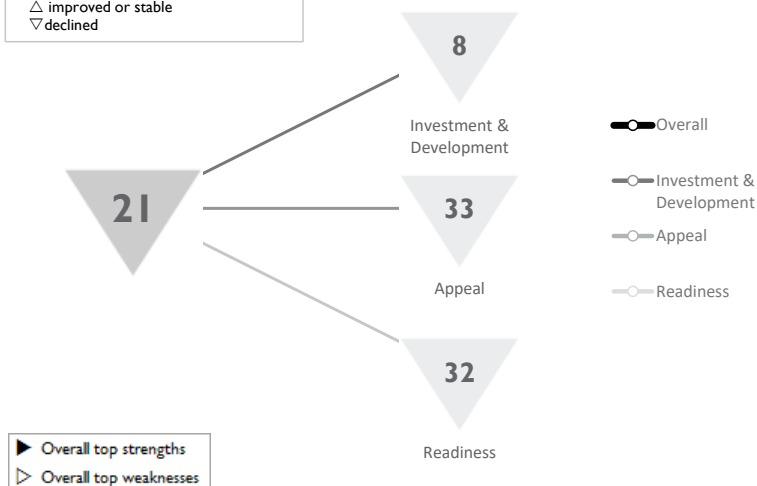 △ improved or stable
▽ declined
8
Investment &
Development
21
33
Appeal
32
Readiness
Overall
Investment &
Development
Appeal
Readiness
▶ Overall top strengths
▷ Overall top weaknesses